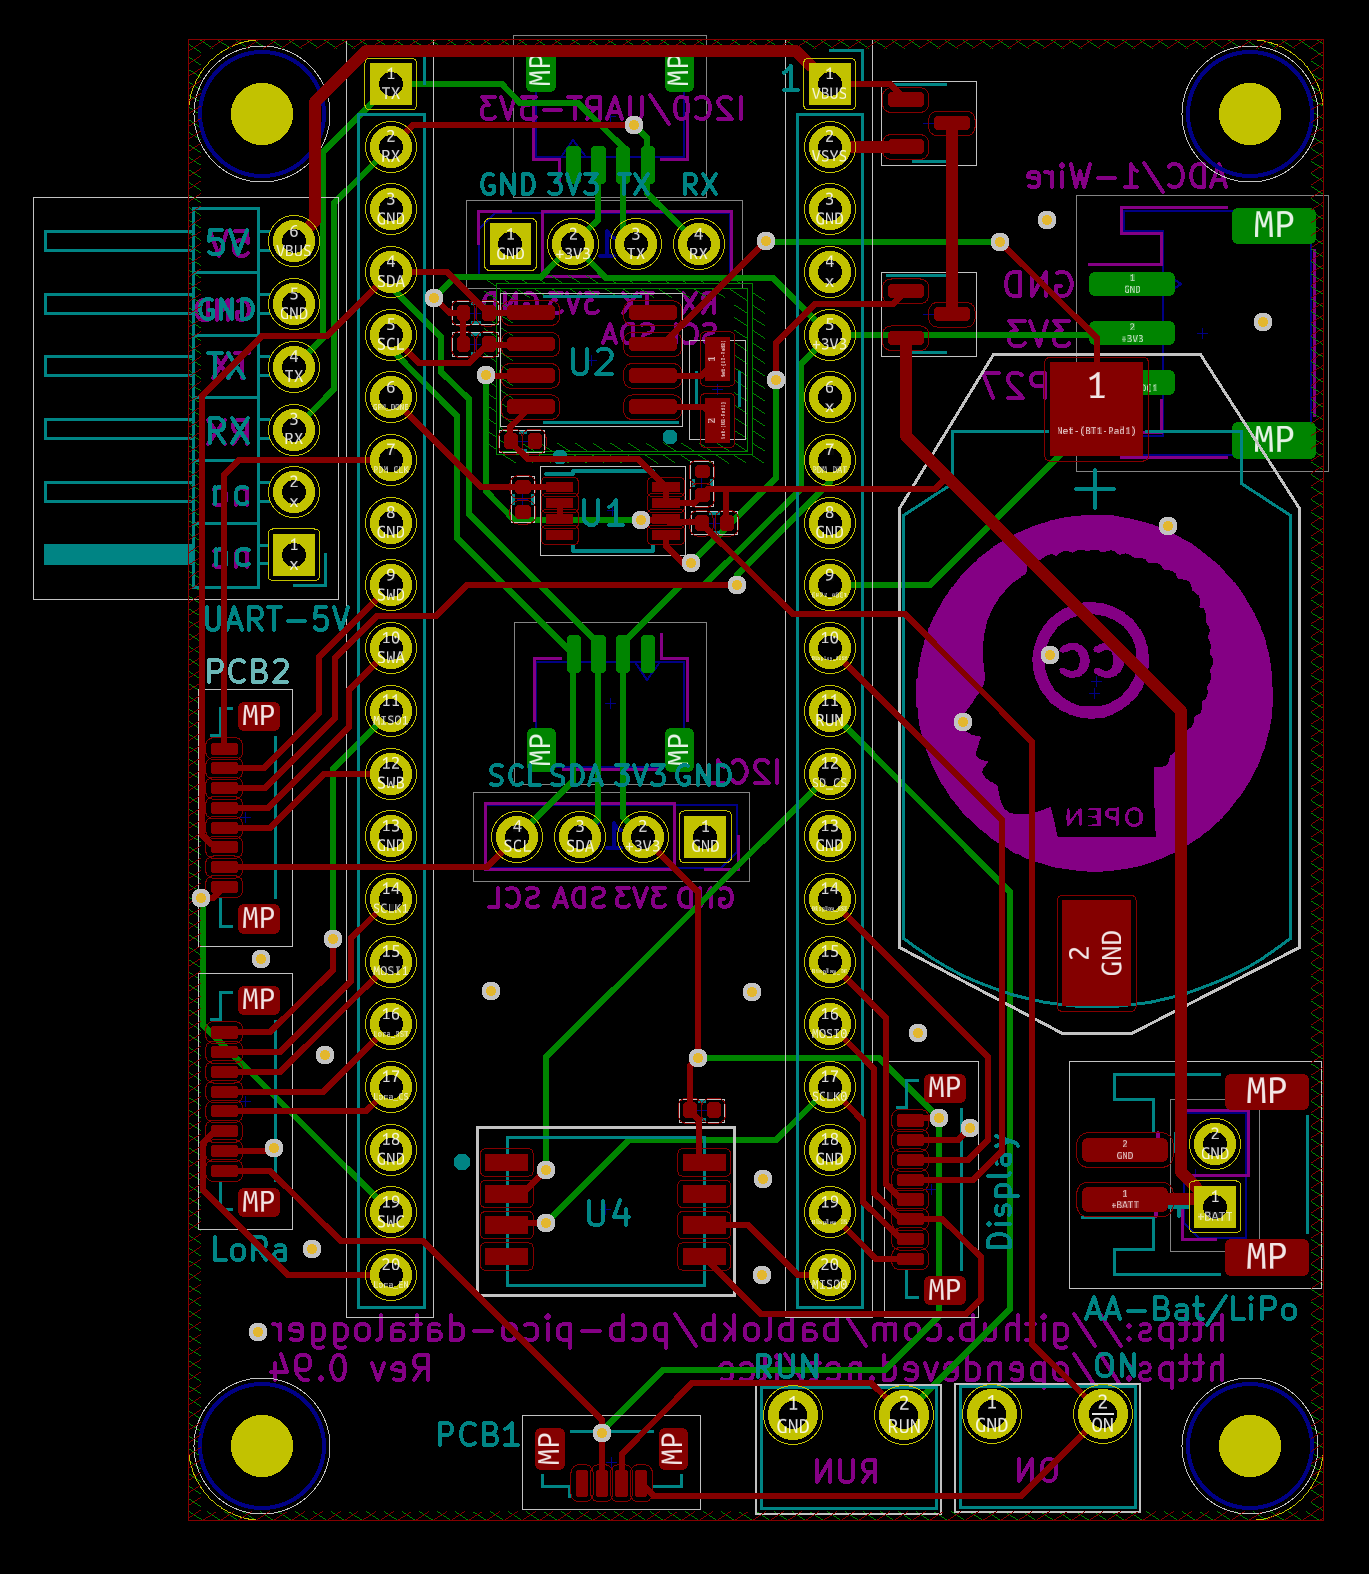 MP
MP
I2CD/UART-3V3
GND 3V3 TX RX
1
GND
2
+3V3
3
TX
4
RX
GND 3V3 TX RX
SDA SCL
U2
U1
1
TX
2
RX
3
GND
4
SDA
5
SCL
6
7
8
GND
9
SWD
10
SWA
11
MISO1
12
SWB
13
GND
14
SCLK1
15
MOSI1
16
17
18
GND
19
SWC
20
1
1
VBUS
2
VSYS
3
GND
4
x
5
+3V3
6
x
7
8
GND
9
10
11
RUN
12
SD_CS
13
GND
14
15
16
MOSI0
17
SCLK0
18
GND
19
20
MISO0
5V
GND
TX
RX
nc
nc
6
VBUS
5
GND
4
TX
3
RX
2
x
1
x
UART-5V
PCB2
MP
MP
MP
MP
LoRa
ADC/1-Wire
MP
GND
1
GND
3V3
2
+3V3
P27
MP
1
Net-(BT1-Pad1)
+
CC
OPEN
2
GND
MP
MP
I2C1
SCL SDA 3V3 GND
4
SCL
3
SDA
2
+3V3
1
GND
SCL SDA 3V3 GND
U4
MP
MP
Display
MP
2
GND
1
+BATT
2
GND
1
+BATT
MP
AA-Bat/LiPo
https://github.com/bablokb/pcb-pico-datalogger
https://opendeved.net/lice
Rev 0.94
RUN
ON
1
GND
2
RUN
1
GND
2
ON
RUN
ON
PCB1
MP
MP